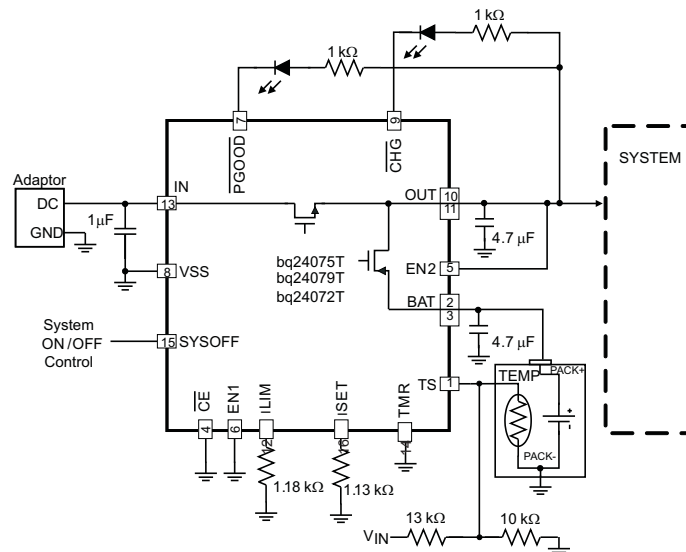 1 kΩ
1 kΩ
7
9
PGOOD
CHG
SYSTEM
Adaptor
DC
GND
IN
13
1μF
OUT
10
11
4.7 μF
bq24075T
bq24079T
bq24072T
EN2
5
8
VSS
BAT
2
3
4.7 μF
System
ON/OFF
Control
15
SYSOFF
TS
1
TEMP
PACK+
+
-
PACK-
CE
EN1
ILIM
ISET
TMR
4
6
12
16
14
1.18 kΩ
1.13 kΩ
13 kΩ
10 kΩ
VIN